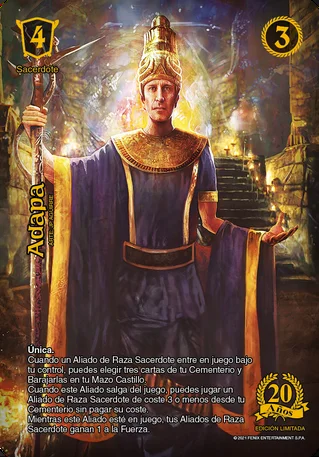 4
3
Sacerdote
Adapa
Única.
Cuando un Aliado de Raza Sacerdote entre en juego bajo
tu control, puedes elegir tres cartas de tu Cementerio y
Barajarlas en tu Mazo Castillo.
Cuando este Aliado salga del juego, puedes jugar un
Aliado de Raza Sacerdote de coste 3 o menos desde tu
Cementerio sin pagar su coste.
Mientras este Aliado esté en juego, tus Aliados de Raza
Sacerdote ganan 1 a la Fuerza.
20
Años
EDICIÓN LIMITADA
© 2021 FENIX ENTERTAINMENT S.P.A.